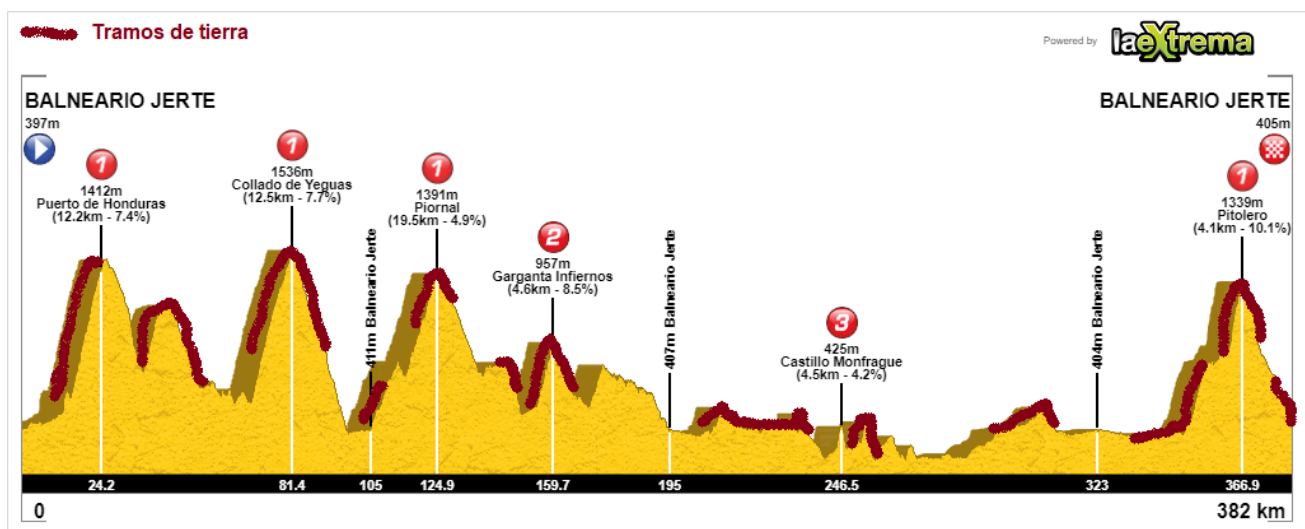 Tramos de tierra
Powered by laextrema
BALNEARIO JERTE
397m
BALNEARIO JERTE
405m
1
1412m
Puerto de Honduras
(12.2km - 7.4%)
1
1536m
Collado de Yeguas
(12.5km - 7.7%)
411m Balneario Jerte
1
1391m
Piornal
(19.5km - 4.9%)
2
957m
Garganta Infiernos
(4.6km - 8.5%)
407m Balneario Jerte
3
425m
Castillo Monfrague
(4.5km - 4.2%)
404m Balneario Jerte
1
1339m
Pitolero
(4.1km - 10.1%)
24.2 81.4 105 124.9 159.7 195 246.5 323 366.9
0 382 km